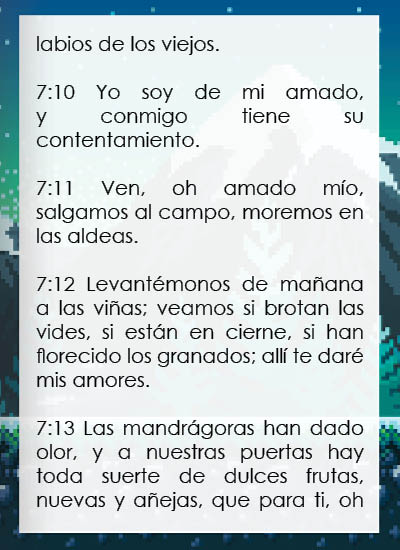 labios de los viejos.
7:10 Yo soy de mi amado,
y conmigo tiene su
contentamiento.
7:11 Ven, oh amado mío,
salgamos al campo, moremos en
las aldeas.
7:12 Levantémonos de mañana
a las viñas; veamos si brotan las
vides, si están en cierne, si han
florecido los granados; allí te daré
mis amores.
7:13 Las mandrágoras han dado
olor, y a nuestras puertas hay
toda suerte de dulces frutas,
nuevas y añejas, que para ti, oh